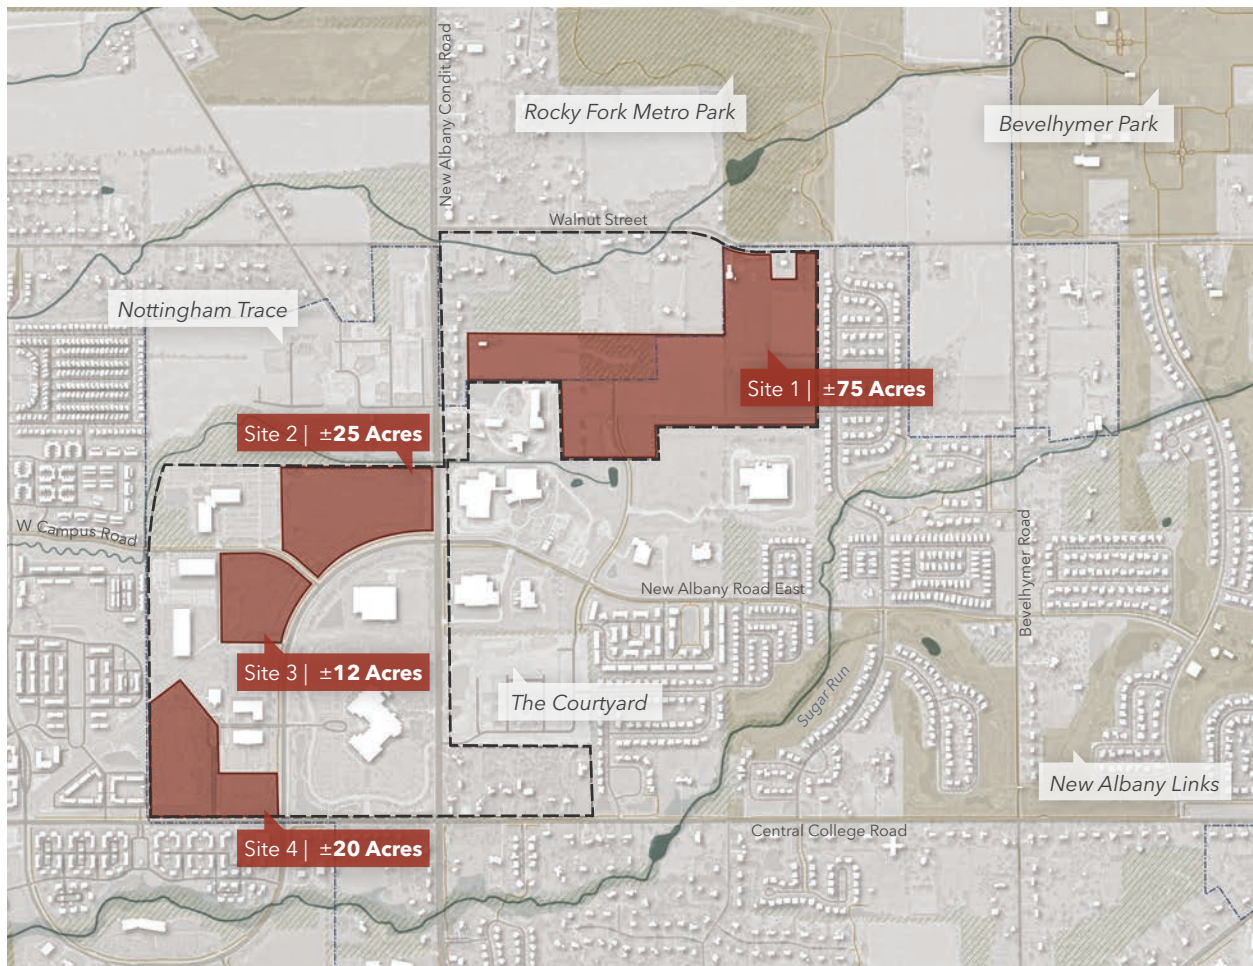 New Albany Condit Road
Rocky Fork Metro Park
Bevelhymer Park
Walnut Street
Nottingham Trace
Site 1 | ±75 Acres
Site 2 | ±25 Acres
W Campus Road
New Albany Road East
Bevelhymer Road
Site 3 | ±12 Acres
The Courtyard
Sugar Run
New Albany Links
Central College Road
Site 4 | ±20 Acres